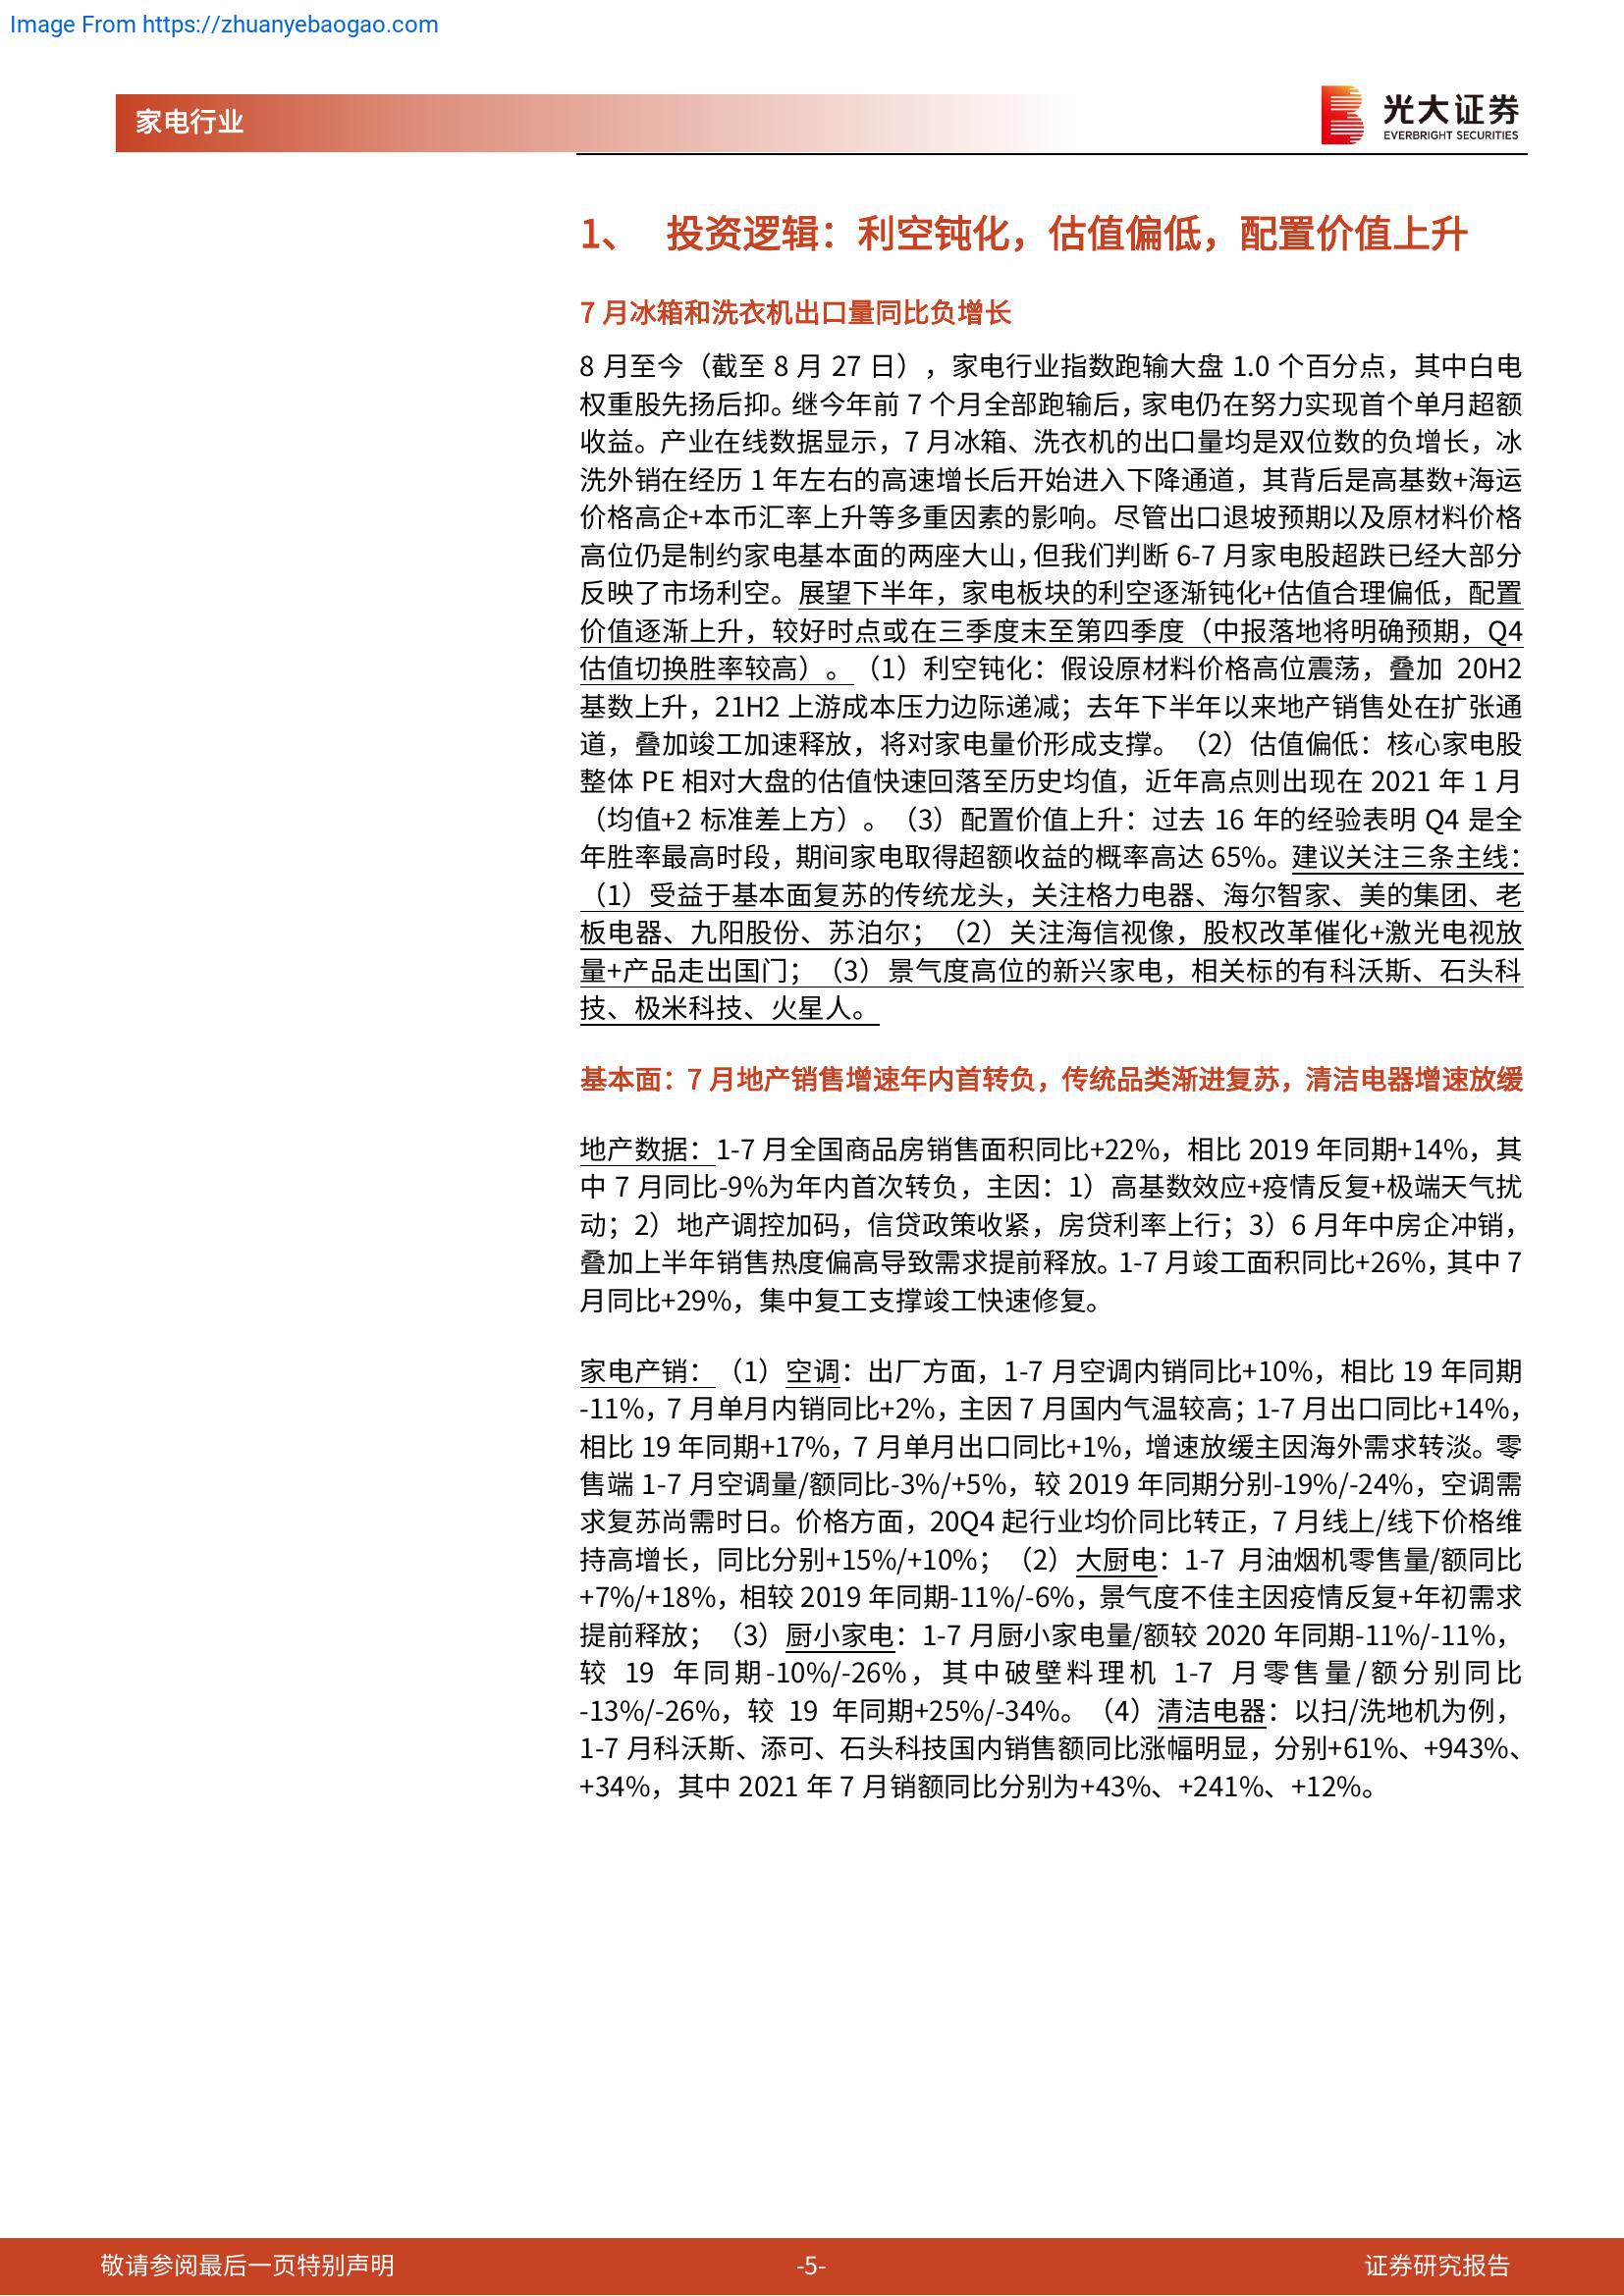 Image From https://zhuanyebaogao.com
家电行业
光大证券
EVERBRIGHT SECURITIES
1、 投资逻辑：利空钝化，估值偏低，配置价值上升
7 月冰箱和洗衣机出口量同比负增长
8 月至今（截至 8 月 27 日），家电行业指数跑输大盘 1.0 个百分点，其中白电
权重股先扬后抑。继今年前 7 个月全部跑输后，家电仍在努力实现首个单月超额
收益。产业在线数据显示，7 月冰箱、洗衣机的出口量均是双位数的负增长，冰
洗外销在经历 1 年左右的高速增长后开始进入下降通道，其背后是高基数+海运
价格高企+本币汇率上升等多重因素的影响。尽管出口退坡预期以及原材料价格
高位仍是制约家电基本面的两座大山，但我们判断 6-7 月家电股超跌已经大部分
反映了市场利空。展望下半年，家电板块的利空逐渐钝化+估值合理偏低，配置
价值逐渐上升，较好时点或在三季度末至第四季度（中报落地将明确预期，Q4
估值切换胜率较高）。（1）利空钝化：假设原材料价格高位震荡，叠加 20H2
基数上升，21H2 上游成本压力边际递减；去年下半年以来地产销售处在扩张通
道，叠加竣工加速释放，将对家电量价形成支撑。（2）估值偏低：核心家电股
整体 PE 相对大盘的估值快速回落至历史均值，近年高点则出现在 2021 年 1 月
（均值+2 标准差上方）。（3）配置价值上升：过去 16 年的经验表明 Q4 是全
年胜率最高时段，期间家电取得超额收益的概率高达 65%。建议关注三条主线：
（1）受益于基本面复苏的传统龙头，关注格力电器、海尔智家、美的集团、老
板电器、九阳股份、苏泊尔；（2）关注海信视像，股权改革催化+激光电视放
量+产品走出国门；（3）景气度高位的新兴家电，相关标的有科沃斯、石头科
技、极米科技、火星人。
基本面：7 月地产销售增速年内首转负，传统品类渐进复苏，清洁电器增速放缓
地产数据：1-7 月全国商品房销售面积同比+22%，相比 2019 年同期+14%，其
中 7 月同比-9%为年内首次转负，主因：1）高基数效应+疫情反复+极端天气扰
动；2）地产调控加码，信贷政策收紧，房贷利率上行；3）6 月年中房企冲销，
叠加上半年销售热度偏高导致需求提前释放。1-7 月竣工面积同比+26%，其中 7
月同比+29%，集中复工支撑竣工快速修复。
家电产销：（1）空调：出厂方面，1-7 月空调内销同比+10%，相比 19 年同期
-11%，7 月单月内销同比+2%，主因 7 月国内气温较高；1-7 月出口同比+14%，
相比 19 年同期+17%，7 月单月出口同比+1%，增速放缓主因海外需求转淡。零
售端 1-7 月空调量/额同比-3%/+5%，较 2019 年同期分别-19%/-24%，空调需
求复苏尚需时日。价格方面，20Q4 起行业均价同比转正，7 月线上/线下价格维
持高增长，同比分别+15%/+10%；（2）大厨电：1-7 月油烟机零售量/额同比
+7%/+18%，相较 2019 年同期-11%/-6%，景气度不佳主因疫情反复+年初需求
提前释放；（3）厨小家电：1-7 月厨小家电量/额较 2020 年同期-11%/-11%，
较 19 年同期-10%/-26%，其中破壁料理机 1-7 月零售量/额分别同比
-13%/-26%，较 19 年同期+25%/-34%。（4）清洁电器：以扫/洗地机为例，
1-7 月科沃斯、添可、石头科技国内销售额同比涨幅明显，分别+61%、+943%、
+34%，其中 2021 年 7 月销额同比分别为+43%、+241%、+12%。
敬请参阅最后一页特别声明
-5-
证券研究报告